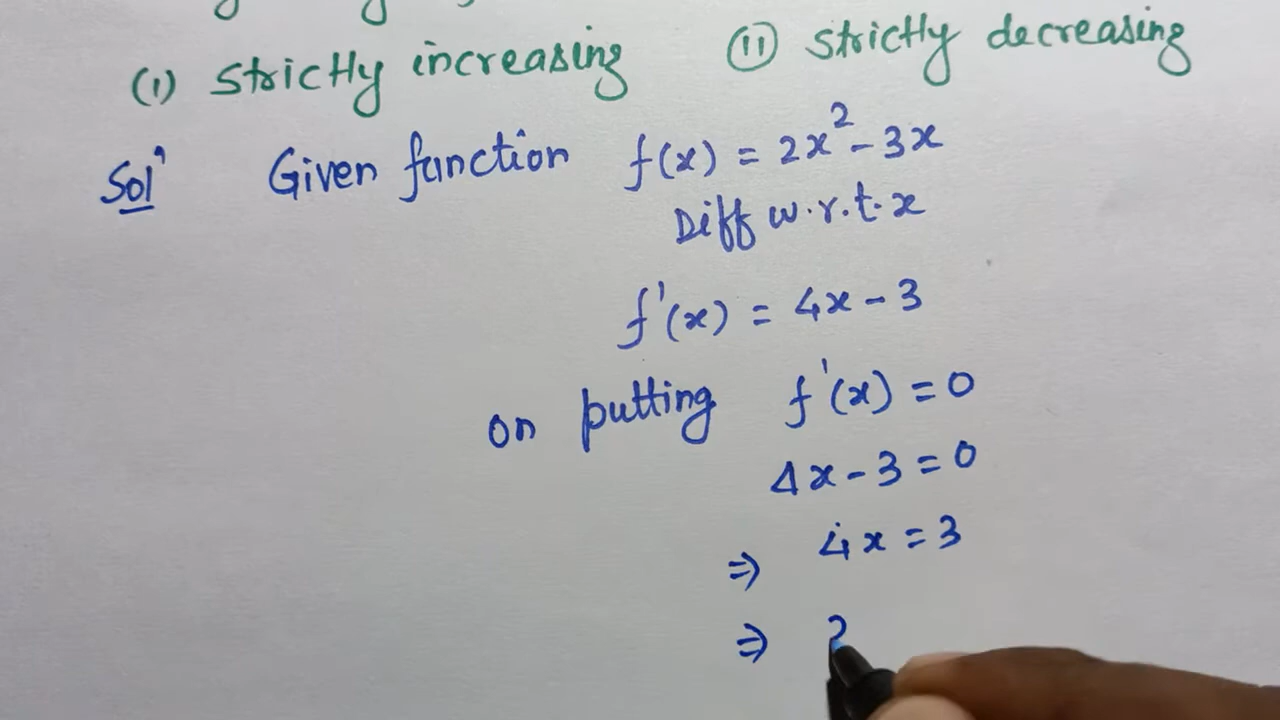 (i) strictly increasing (ii) strictly decreasing
Solⁿ Given function f(x) = 2x² - 3x
Diff w.r.t. x
f'(x) = 4x - 3
on putting f'(x) = 0
4x - 3 = 0
⇒ 4x = 3
⇒